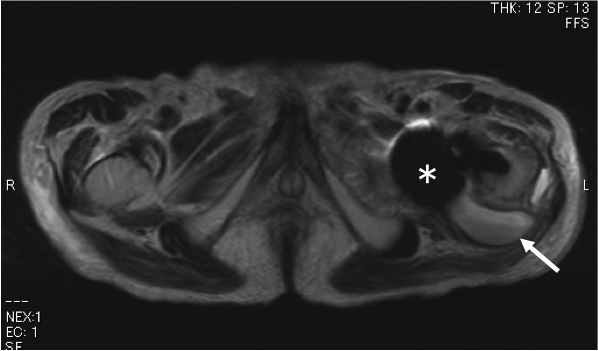 THK: 12 SP: 13
FFS
R
*
L
---
NEX:1
EC: 1
SE